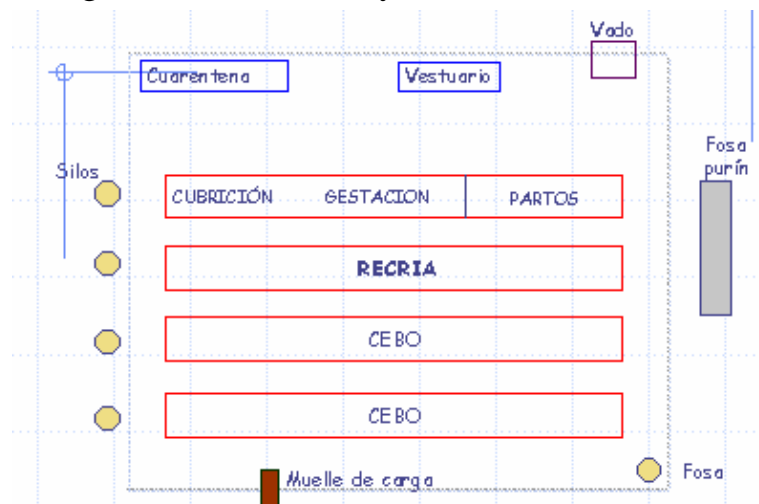 Vado
Cuarentena
Vestuario
Fosa
purín
Silos
CUBRICIÓN GESTACION PARTOS
RECRIA
CEBO
CEBO
Muelle de carga
Fosa